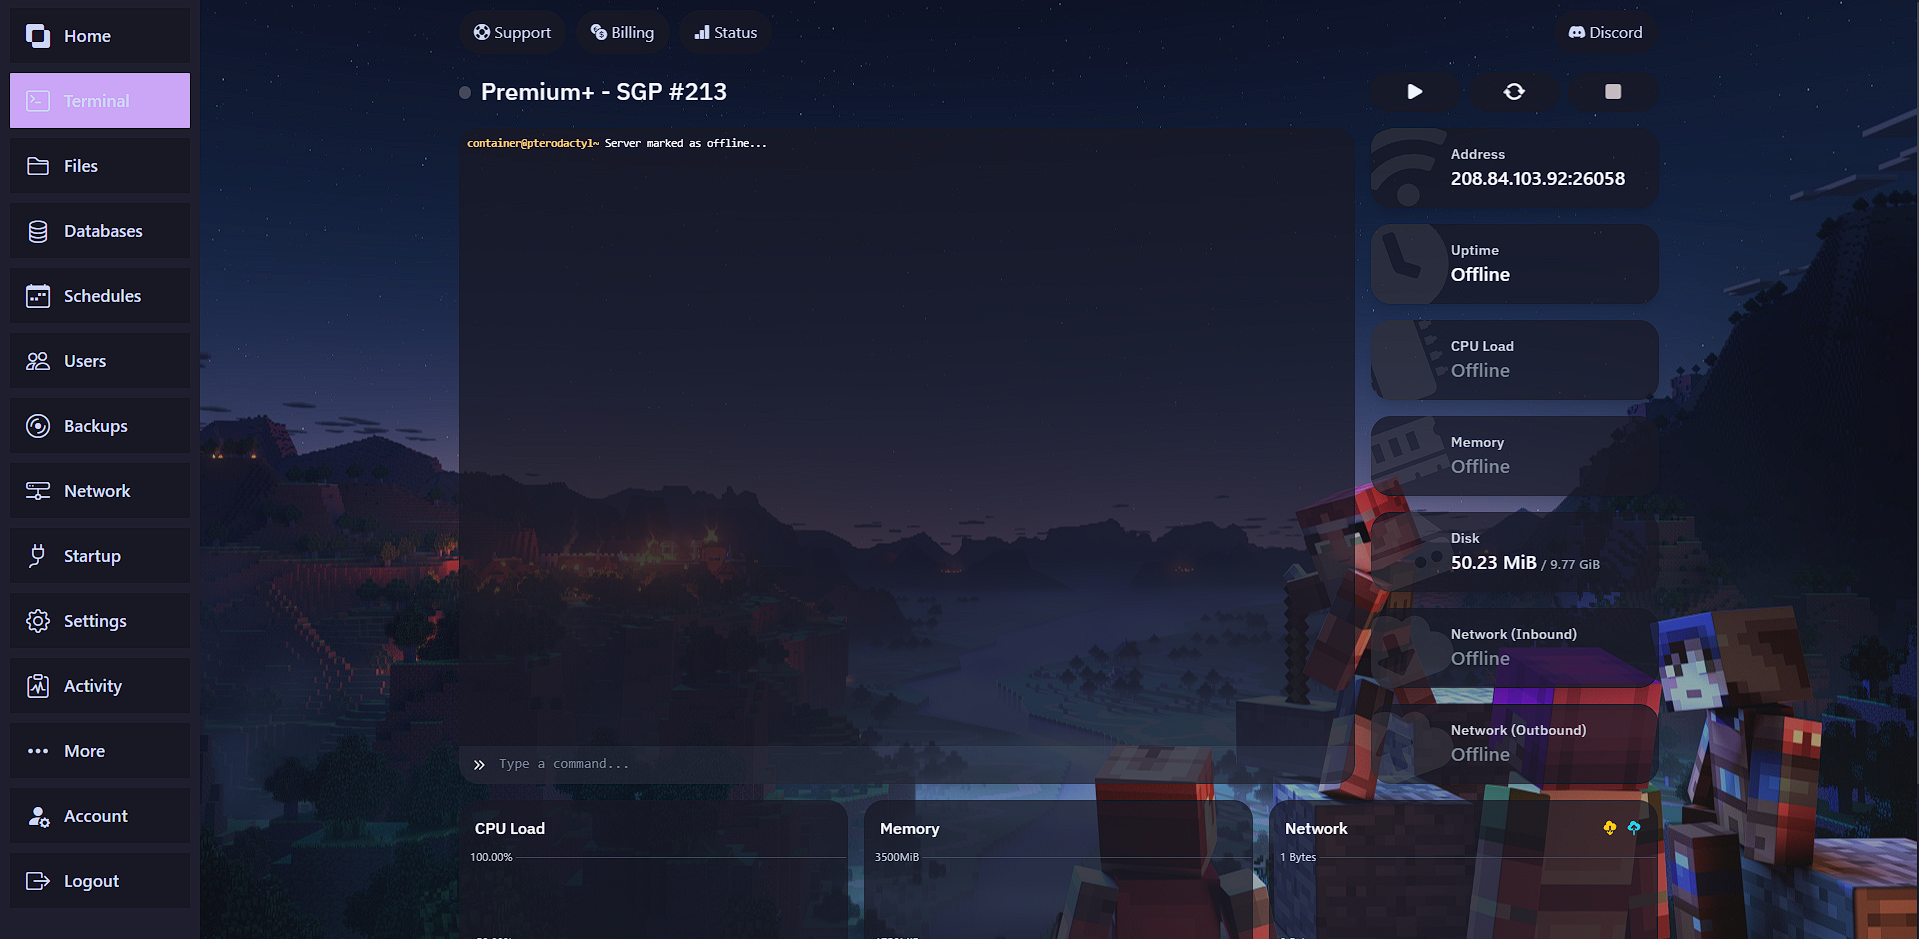 Home
Terminal
Files
Databases
Schedules
Users
Backups
Network
Startup
Settings
Activity
More
Account
Logout
Support
Billing
Status
Discord
Premium+ - SGP #213
container@pterodactyl~ Server marked as offline...
Type a command...
Address
208.84.103.92:26058
Uptime
Offline
CPU Load
Offline
Memory
Offline
Disk
50.23 MiB / 9.77 GiB
Network (Inbound)
Offline
Network (Outbound)
Offline
CPU Load
100.00%
Memory
3500MiB
Network
1 Bytes